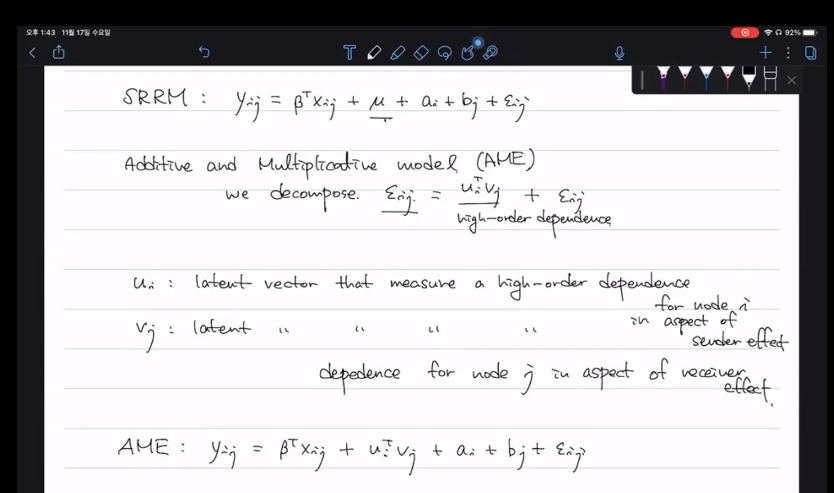 오후 1:43 11월 17일 수요일
92%
SRRM : yij = βᵀxij + μ + ai + bj + εij
Additive and Multiplicative model (AME)
we decompose. εij = uiᵀvj + εij
high-order dependence
ui : latent vector that measure a high-order dependence
for node i
in aspect of
sender effect
vj : latent " " " "
depedence for node j in aspect of receiver
effect.
AME : yij = βᵀxij + uiᵀvj + ai + bj + εij